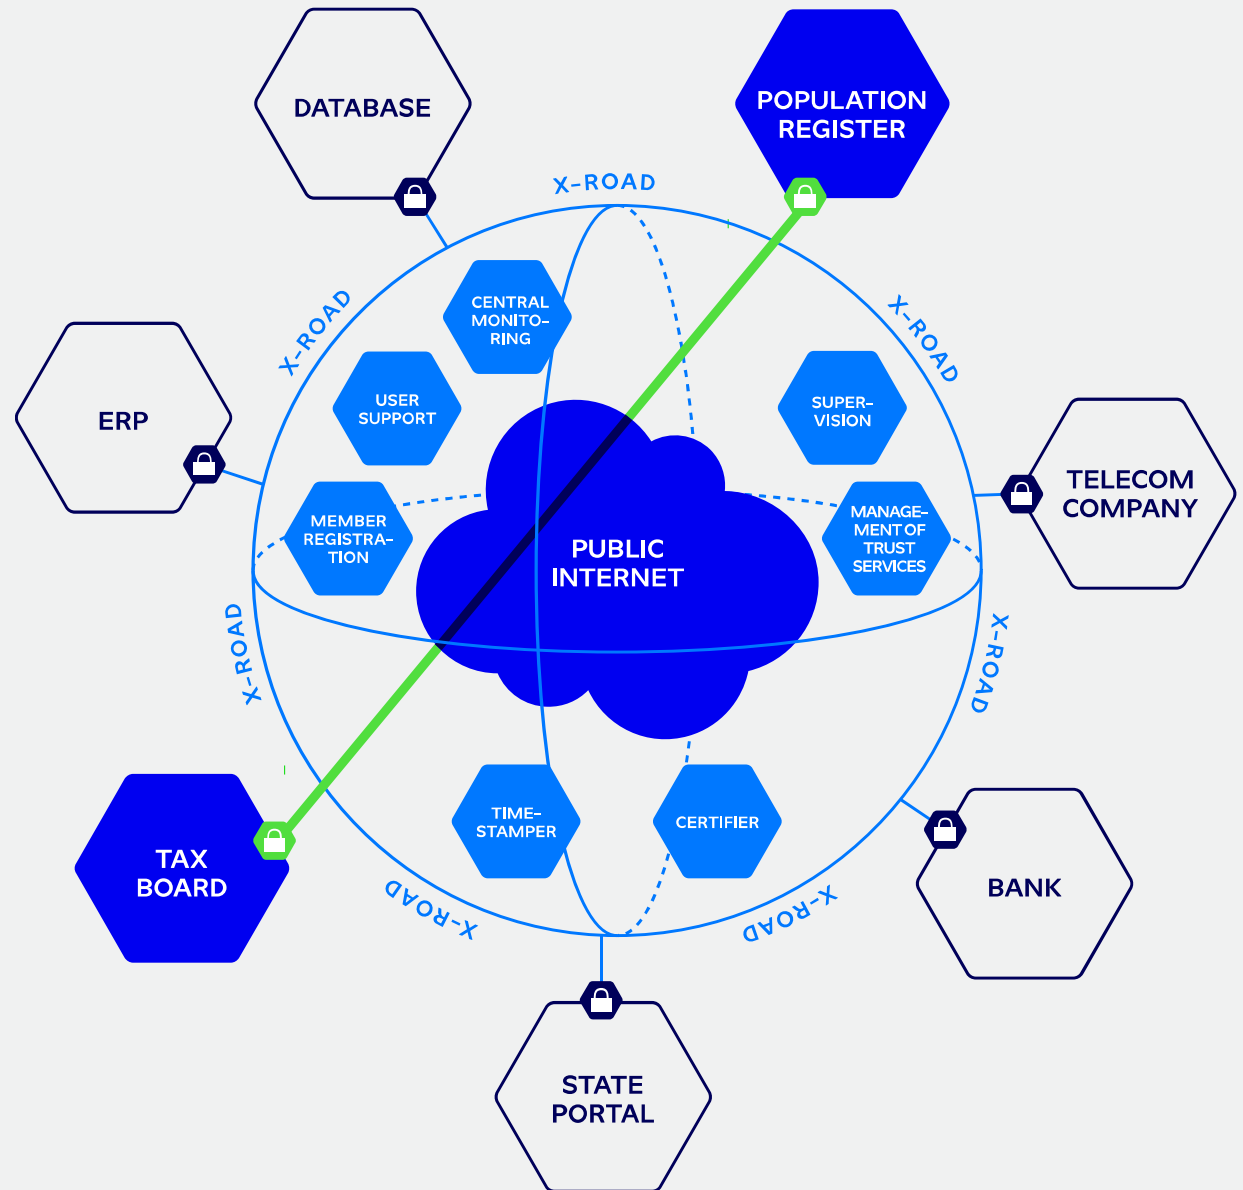 DATABASE
POPULATION
REGISTER
X-ROAD
X-ROAD
X-ROAD
CENTRAL
MONITO-
RING
USER
SUPPORT
SUPER-
VISION
ERP
TELECOM
COMPANY
MEMBER
REGISTRA-
TION
PUBLIC
INTERNET
MANAGE-
MENT OF
TRUST
SERVICES
X-ROAD
X-ROAD
TIME-
STAMPER
CERTIFIER
TAX
BOARD
BANK
X-ROAD
X-ROAD
STATE
PORTAL